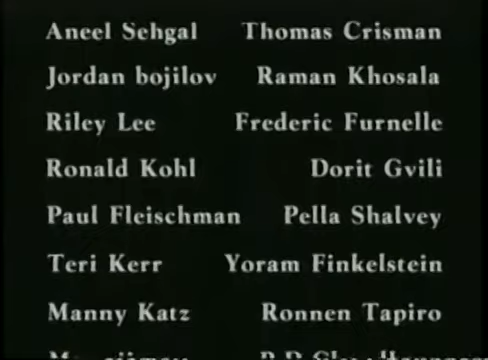 Aneel Sehgal Thomas Crisman
Jordan bojilov Raman Khosala
Riley Lee Frederic Furnelle
Ronald Kohl Dorit Gvili
Paul Fleischman Pella Shalvey
Teri Kerr Yoram Finkelstein
Manny Katz Ronnen Tapiro